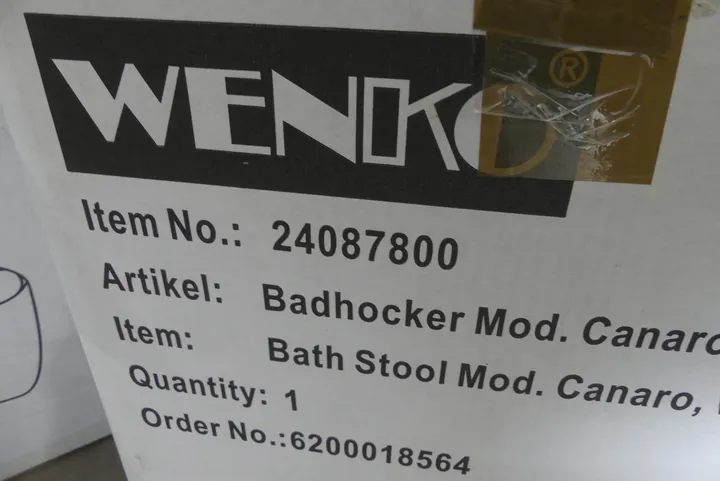 WENKO®
Item No.: 24087800
Artikel: Badhocker Mod. Canaro
Item: Bath Stool Mod. Canaro,
Quantity: 1
Order No.:6200018564